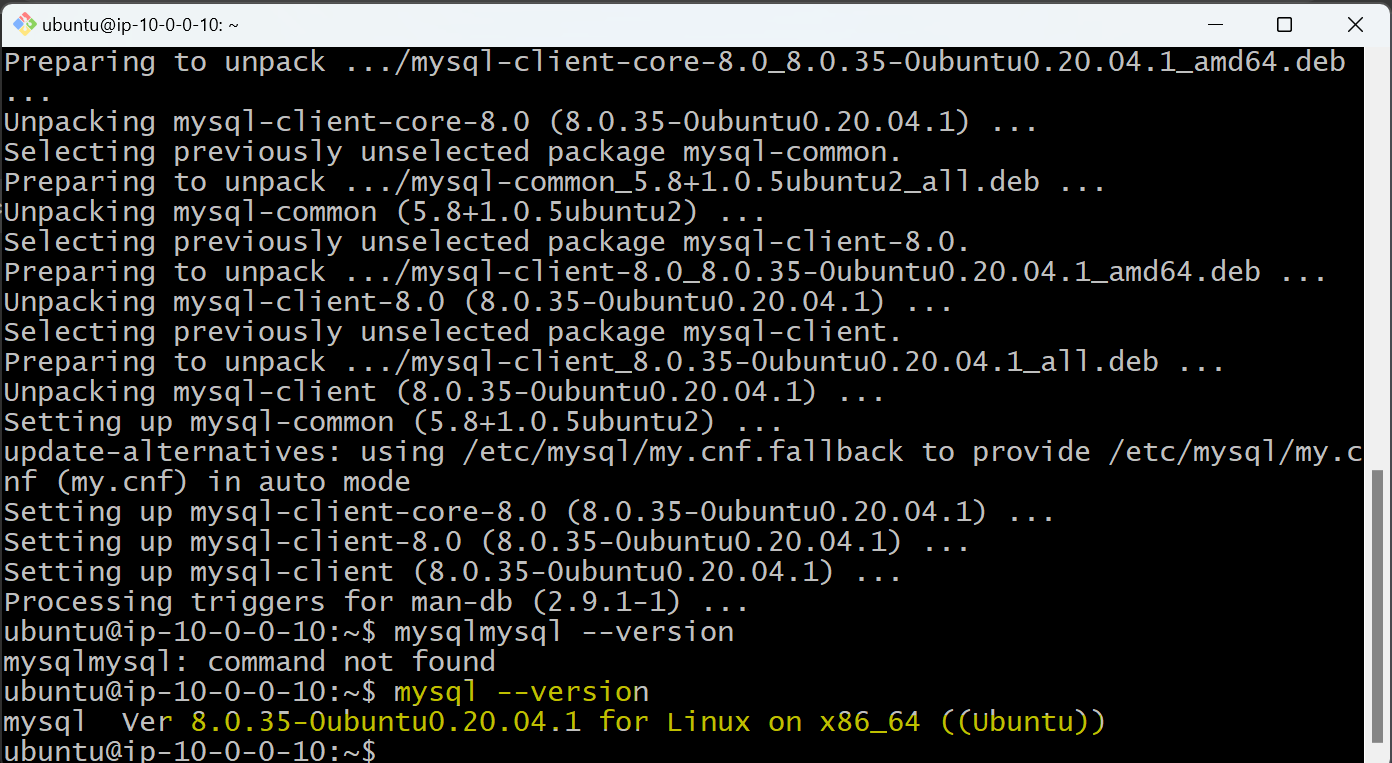 ubuntu@ip-10-0-0-10: ~
Preparing to unpack .../mysql-client-core-8.0_8.0.35-0ubuntu0.20.04.1_amd64.deb
...
Unpacking mysql-client-core-8.0 (8.0.35-0ubuntu0.20.04.1) ...
Selecting previously unselected package mysql-common.
Preparing to unpack .../mysql-common_5.8+1.0.5ubuntu2_all.deb ...
Unpacking mysql-common (5.8+1.0.5ubuntu2) ...
Selecting previously unselected package mysql-client-8.0.
Preparing to unpack .../mysql-client-8.0_8.0.35-0ubuntu0.20.04.1_amd64.deb ...
Unpacking mysql-client-8.0 (8.0.35-0ubuntu0.20.04.1) ...
Selecting previously unselected package mysql-client.
Preparing to unpack .../mysql-client_8.0.35-0ubuntu0.20.04.1_all.deb ...
Unpacking mysql-client (8.0.35-0ubuntu0.20.04.1) ...
Setting up mysql-common (5.8+1.0.5ubuntu2) ...
update-alternatives: using /etc/mysql/my.cnf.fallback to provide /etc/mysql/my.c
nf (my.cnf) in auto mode
Setting up mysql-client-core-8.0 (8.0.35-0ubuntu0.20.04.1) ...
Setting up mysql-client-8.0 (8.0.35-0ubuntu0.20.04.1) ...
Setting up mysql-client (8.0.35-0ubuntu0.20.04.1) ...
Processing triggers for man-db (2.9.1-1) ...
ubuntu@ip-10-0-0-10:~$ mysqlmysql --version
mysqlmysql: command not found
ubuntu@ip-10-0-0-10:~$ mysql --version
mysql  Ver 8.0.35-0ubuntu0.20.04.1 for Linux on x86_64 ((Ubuntu))
ubuntu@ip-10-0-0-10:~$